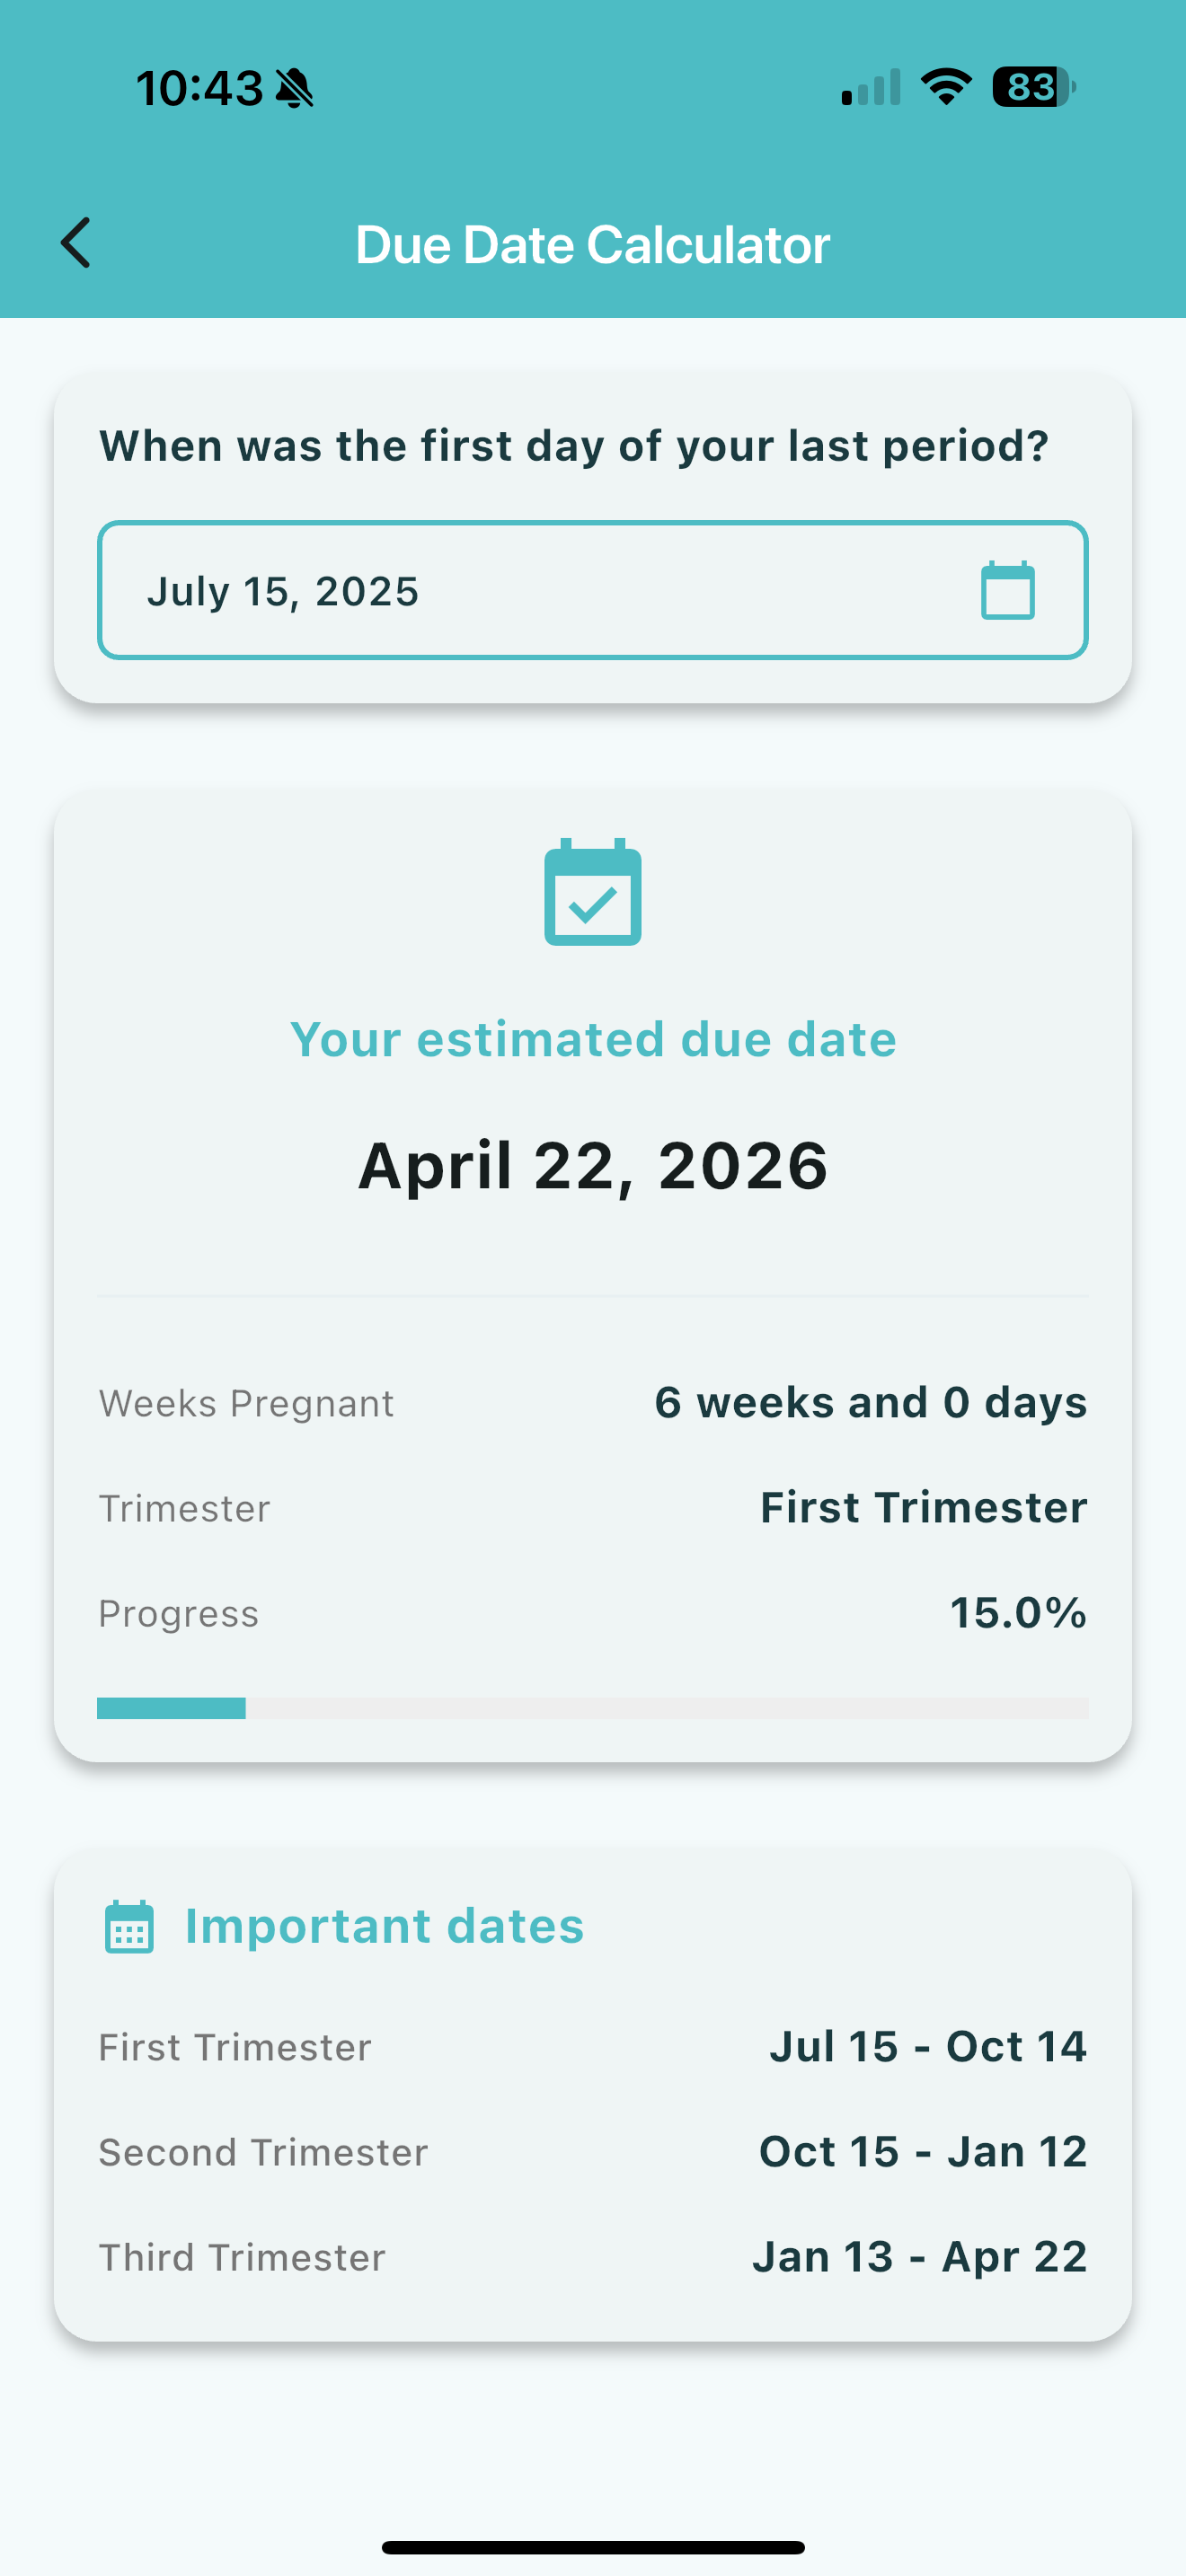 10:43
83
Due Date Calculator
When was the first day of your last period?
July 15, 2025
Your estimated due date
April 22, 2026
Weeks Pregnant 6 weeks and 0 days
Trimester First Trimester
Progress 15.0%
Important dates
First Trimester Jul 15 - Oct 14
Second Trimester Oct 15 - Jan 12
Third Trimester Jan 13 - Apr 22